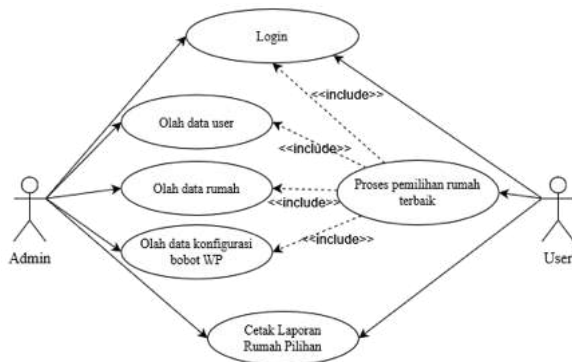 Login
<<include>>
Olah data user
<<include>>
Olah data rumah
Proses pemilihan rumah
terbaik
<<include>>
<<include>>
Olah data konfigurasi
bobot WP
Admin
User
Cetak Laporan
Rumah Pilihan